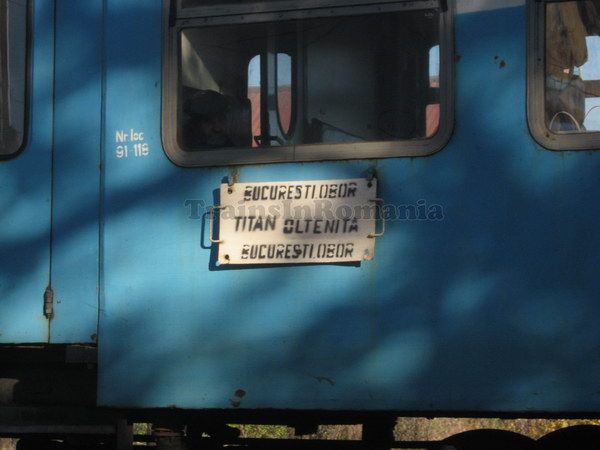 Nr loc
91-118
BUCURESTI.OBOR
TrainsInRomania
TITAN OLTENITA
BUCURESTI.OBOR